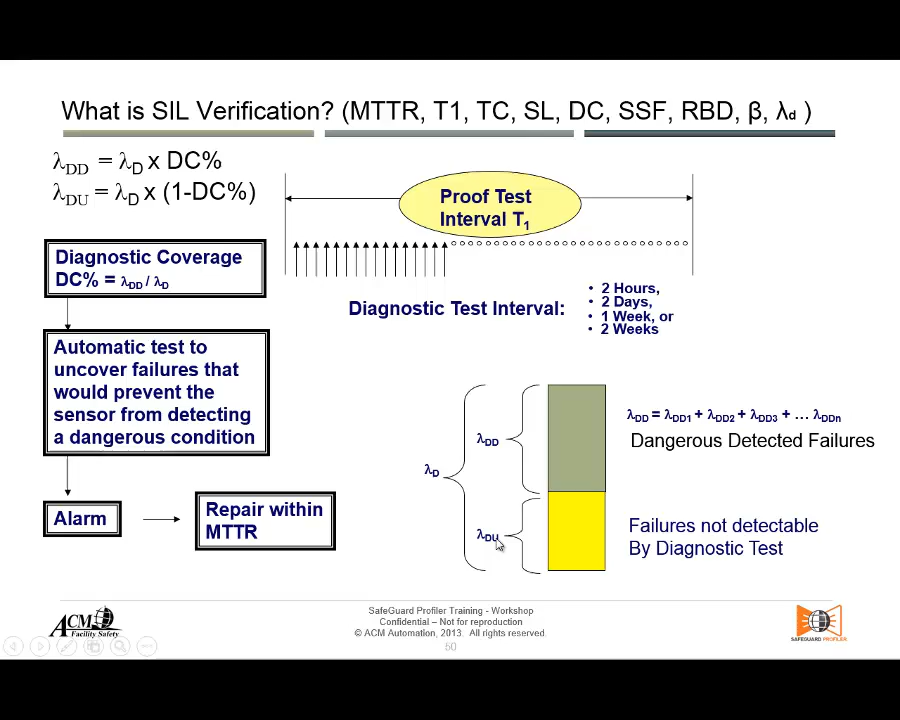 What is SIL Verification? (MTTR, T1, TC, SL, DC, SSF, RBD, β, λd )
λDD = λD x DC%
λDU = λD x (1-DC%)
Proof Test
Interval T1
Diagnostic Coverage
DC% = λDD / λD
Diagnostic Test Interval:
• 2 Hours,
• 2 Days,
• 1 Week, or
• 2 Weeks
Automatic test to
uncover failures that
would prevent the
sensor from detecting
a dangerous condition
λD
λDD
λDD = λDD1 + λDD2 + λDD3 + … λDDn
Dangerous Detected Failures
Alarm
Repair within
MTTR
λDU
Failures not detectable
By Diagnostic Test
ACM
Facility Safety
SafeGuard Profiler Training - Workshop
Confidential – Not for reproduction
© ACM Automation, 2013. All rights reserved.
50
SAFEGUARD PROFILER